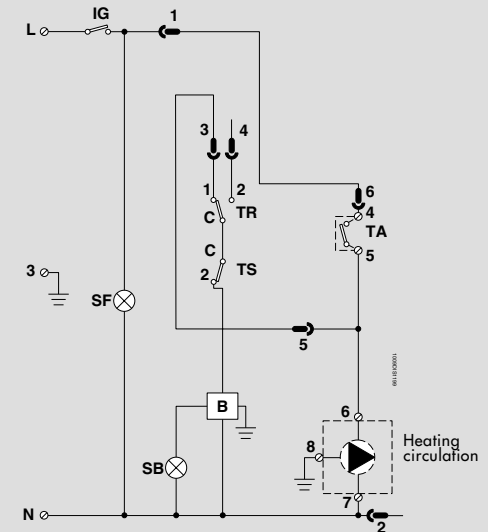 IG 1
L
3 4
6
1 2 4
C TR TA
C
2 TS 5
3
SF
5
1009DIS1199
6
B
8 Heating
circulation
SB
7
N
2